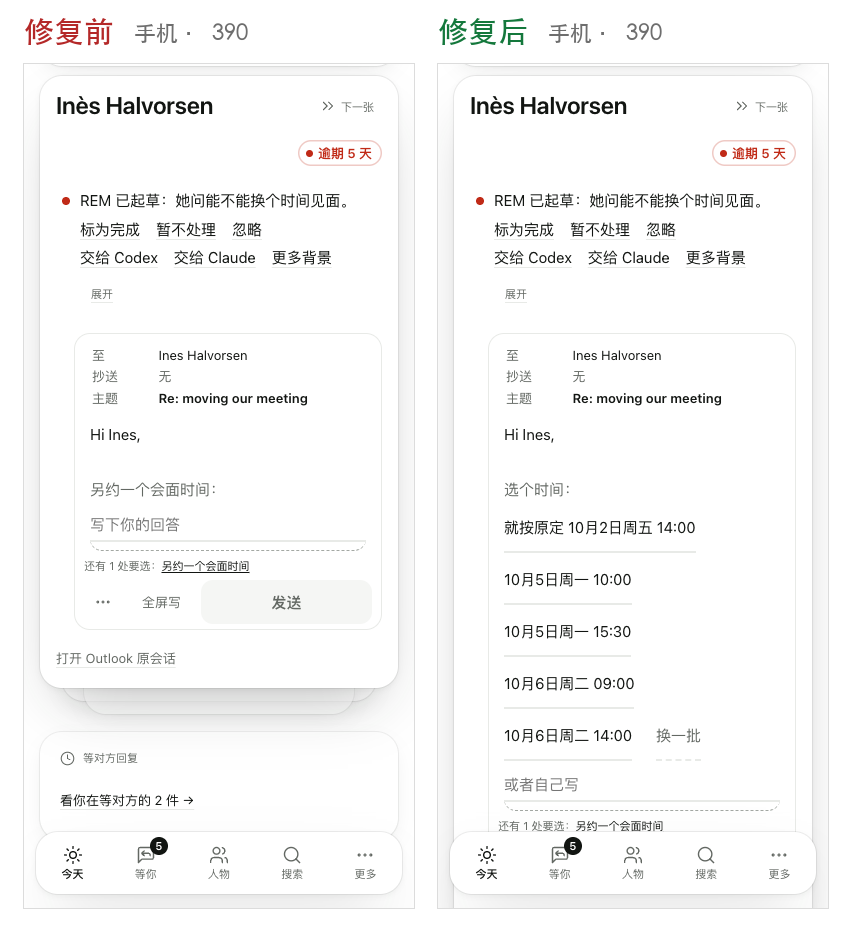 修复前 手机 · 390
Inès Halvorsen
下一张
逾期 5 天
REM 已起草：她问能不能换个时间见面。
标为完成 暂不处理 忽略
交给 Codex 交给 Claude 更多背景
展开
至 Ines Halvorsen
抄送 无
主题 Re: moving our meeting
Hi Ines,
另约一个会面时间：
写下你的回答
还有 1 处要选：另约一个会面时间
··· 全屏写 发送
打开 Outlook 原会话
等对方回复
看你在等对方的 2 件 →
5
今天 等你 人物 搜索 更多
修复后 手机 · 390
Inès Halvorsen
下一张
逾期 5 天
REM 已起草：她问能不能换个时间见面。
标为完成 暂不处理 忽略
交给 Codex 交给 Claude 更多背景
展开
至 Ines Halvorsen
抄送 无
主题 Re: moving our meeting
Hi Ines,
选个时间：
就按原定 10月2日周五 14:00
10月5日周一 10:00
10月5日周一 15:30
10月6日周二 09:00
10月6日周二 14:00 换一批
或者自己写
还有 1 处要选：另约一个会面时间
5
今天 等你 人物 搜索 更多